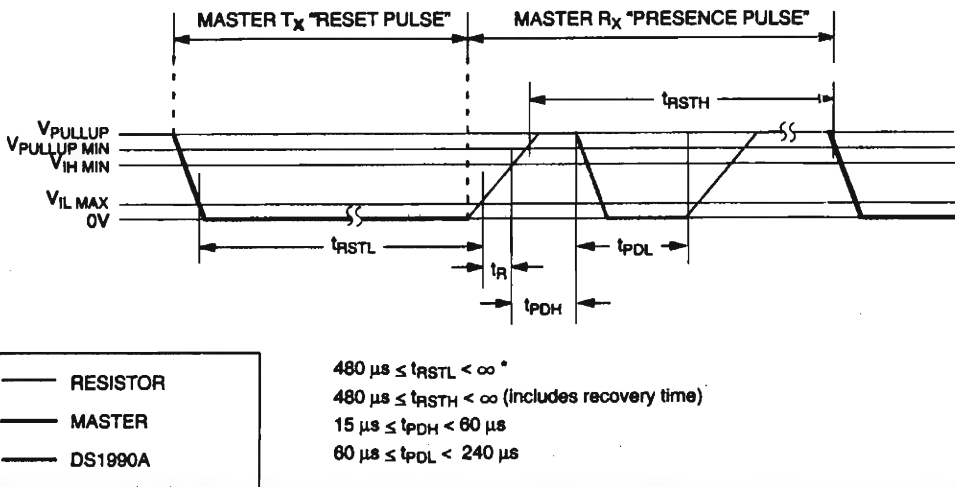 MASTER TX "RESET PULSE" MASTER RX "PRESENCE PULSE"
tRSTH
VPULLUP
VPULLUP MIN
VIH MIN
VIL MAX
0V
tRSTL
tPDL
tR
tPDH
RESISTOR
MASTER
DS1990A
480 µs ≤ tRSTL < ∞ *
480 µs ≤ tRSTH < ∞ (includes recovery time)
15 µs ≤ tPDH < 60 µs
60 µs ≤ tPDL < 240 µs